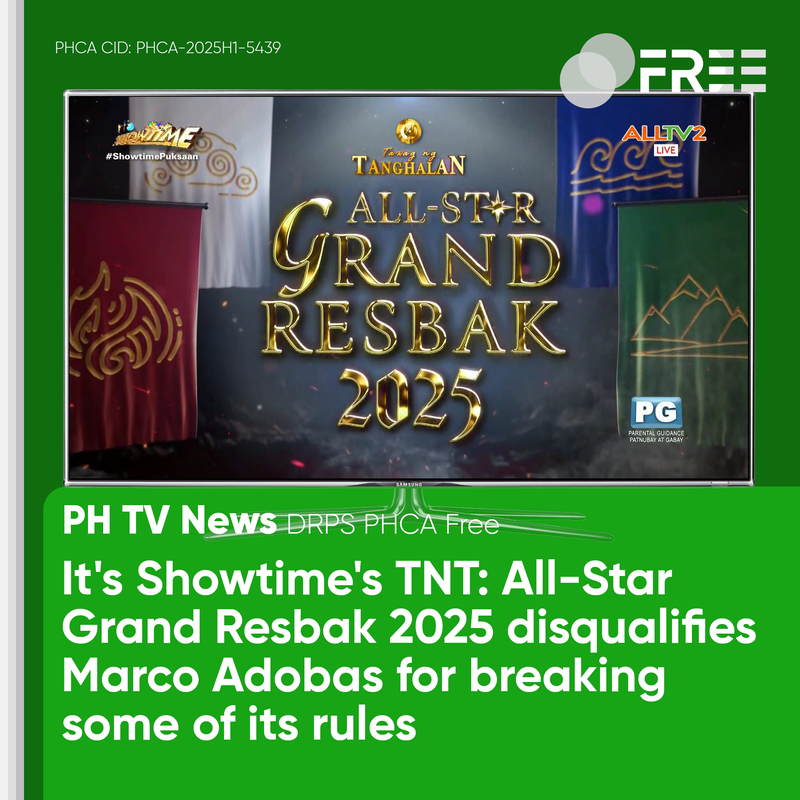 PHCA CID: PHCA-2025H1-5439
FREE
SHOWTIME
#ShowtimePuksaan
ALLTV2
LIVE
Tawag ng
TANGHALAN
ALL-STAR
GRAND
RESBAK
2025
PG
PARENTAL GUIDANCE
PATNUBAY AT GABAY
SAMSUNG
PH TV News DRPS PHCA Free
It's Showtime's TNT: All-Star
Grand Resbak 2025 disqualifies
Marco Adobas for breaking
some of its rules